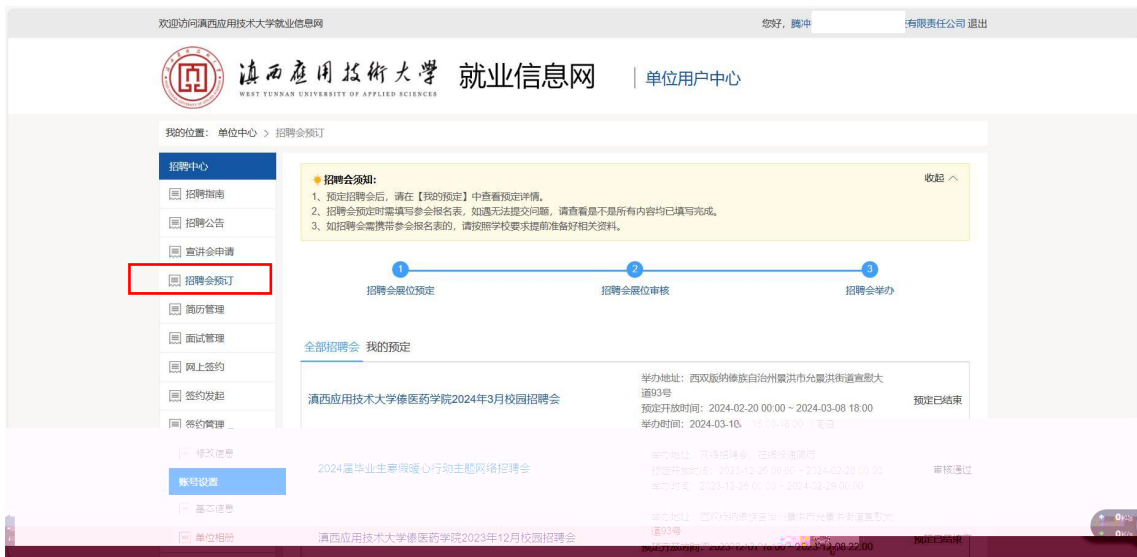 欢迎访问滇西应用技术大学就业信息网
您好, 腾冲 有限责任公司 退出
滇西应用技术大学 就业信息网 单位用户中心
WEST YUNNAN UNIVERSITY OF APPLIED SCIENCES
我的位置： 单位中心 > 招聘会预订
招聘中心
招聘指南
招聘公告
宣讲会申请
招聘会预订
简历管理
面试管理
网上签约
签约发起
签约管理
修改信息
账号设置
基本信息
单位相册
招聘会须知:
收起
1、预定招聘会后，请在【我的预定】中查看预定详情。
2、招聘会预定时需填写参会报名表，如遇无法提交问题，请查看是不是所有内容均已填写完成。
3、如招聘会需携带参会报名表的，请按照学校要求提前准备好相关资料。
1 2 3
招聘会展位预定 招聘会展位审核 招聘会举办
全部招聘会 我的预定
滇西应用技术大学傣医药学院2024年3月校园招聘会
举办地址：西双版纳傣族自治州景洪市允景洪街道宣慰大
道93号
预定开放时间：2024-02-20 00:00 ~ 2024-03-08 18:00
举办时间：2024-03-10
预定已结束
2024届毕业生寒假暖心行动主题网络招聘会
审核通过
滇西应用技术大学傣医药学院2023年12月校园招聘会
道93号
预定开放时间：2023-12-01 18:00 ~ 2023-12-08 22:00
预定已结束